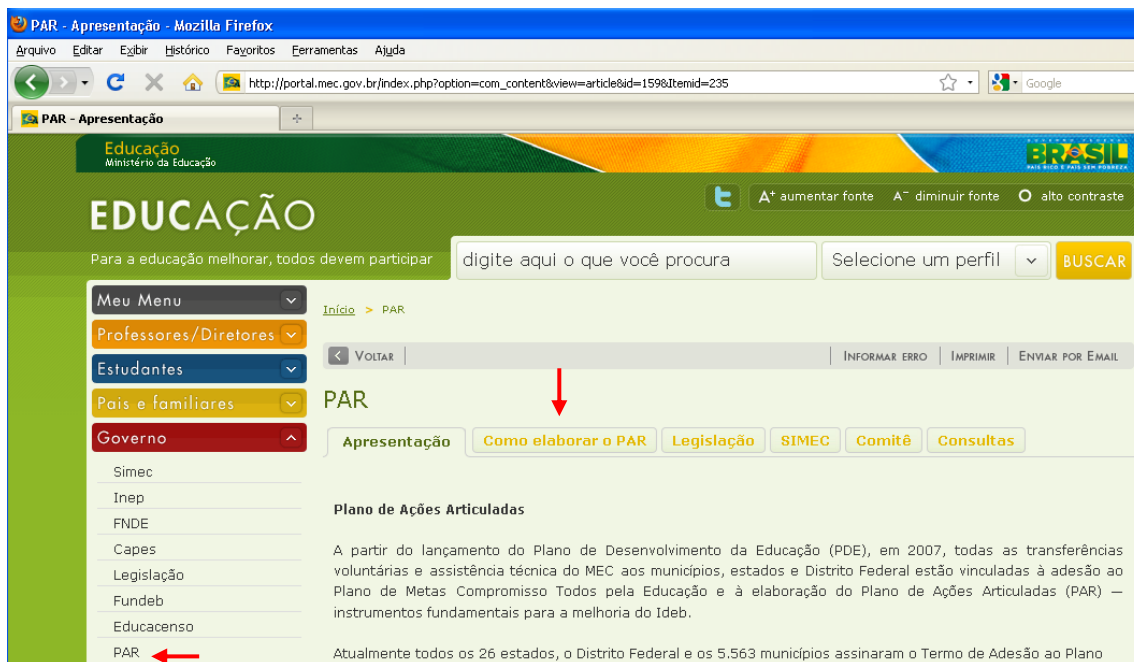 PAR - Apresentação - Mozilla Firefox
Arquivo Editar Exibir Histórico Favoritos Ferramentas Ajuda
http://portal.mec.gov.br/index.php?option=com_content&view=article&id=159&Itemid=235
Google
PAR - Apresentação
Educação
Ministério da Educação
BRASIL
PAÍS RICO É PAÍS SEM POBREZA
A+ aumentar fonte A- diminuir fonte alto contraste
EDUCAÇÃO
Para a educação melhorar, todos devem participar
digite aqui o que você procura
Selecione um perfil
BUSCAR
Meu Menu
Professores/Diretores
Estudantes
Pais e familiares
Governo
Simec
Inep
FNDE
Capes
Legislação
Fundeb
Educacenso
PAR
Início > PAR
VOLTAR
INFORMAR ERRO IMPRIMIR ENVIAR POR EMAIL
PAR
Apresentação Como elaborar o PAR Legislação SIMEC Comitê Consultas
Plano de Ações Articuladas
A partir do lançamento do Plano de Desenvolvimento da Educação (PDE), em 2007, todas as transferências
voluntárias e assistência técnica do MEC aos municípios, estados e Distrito Federal estão vinculadas à adesão ao
Plano de Metas Compromisso Todos pela Educação e à elaboração do Plano de Ações Articuladas (PAR) —
instrumentos fundamentais para a melhoria do Ideb.
Atualmente todos os 26 estados, o Distrito Federal e os 5.563 municípios assinaram o Termo de Adesão ao Plano